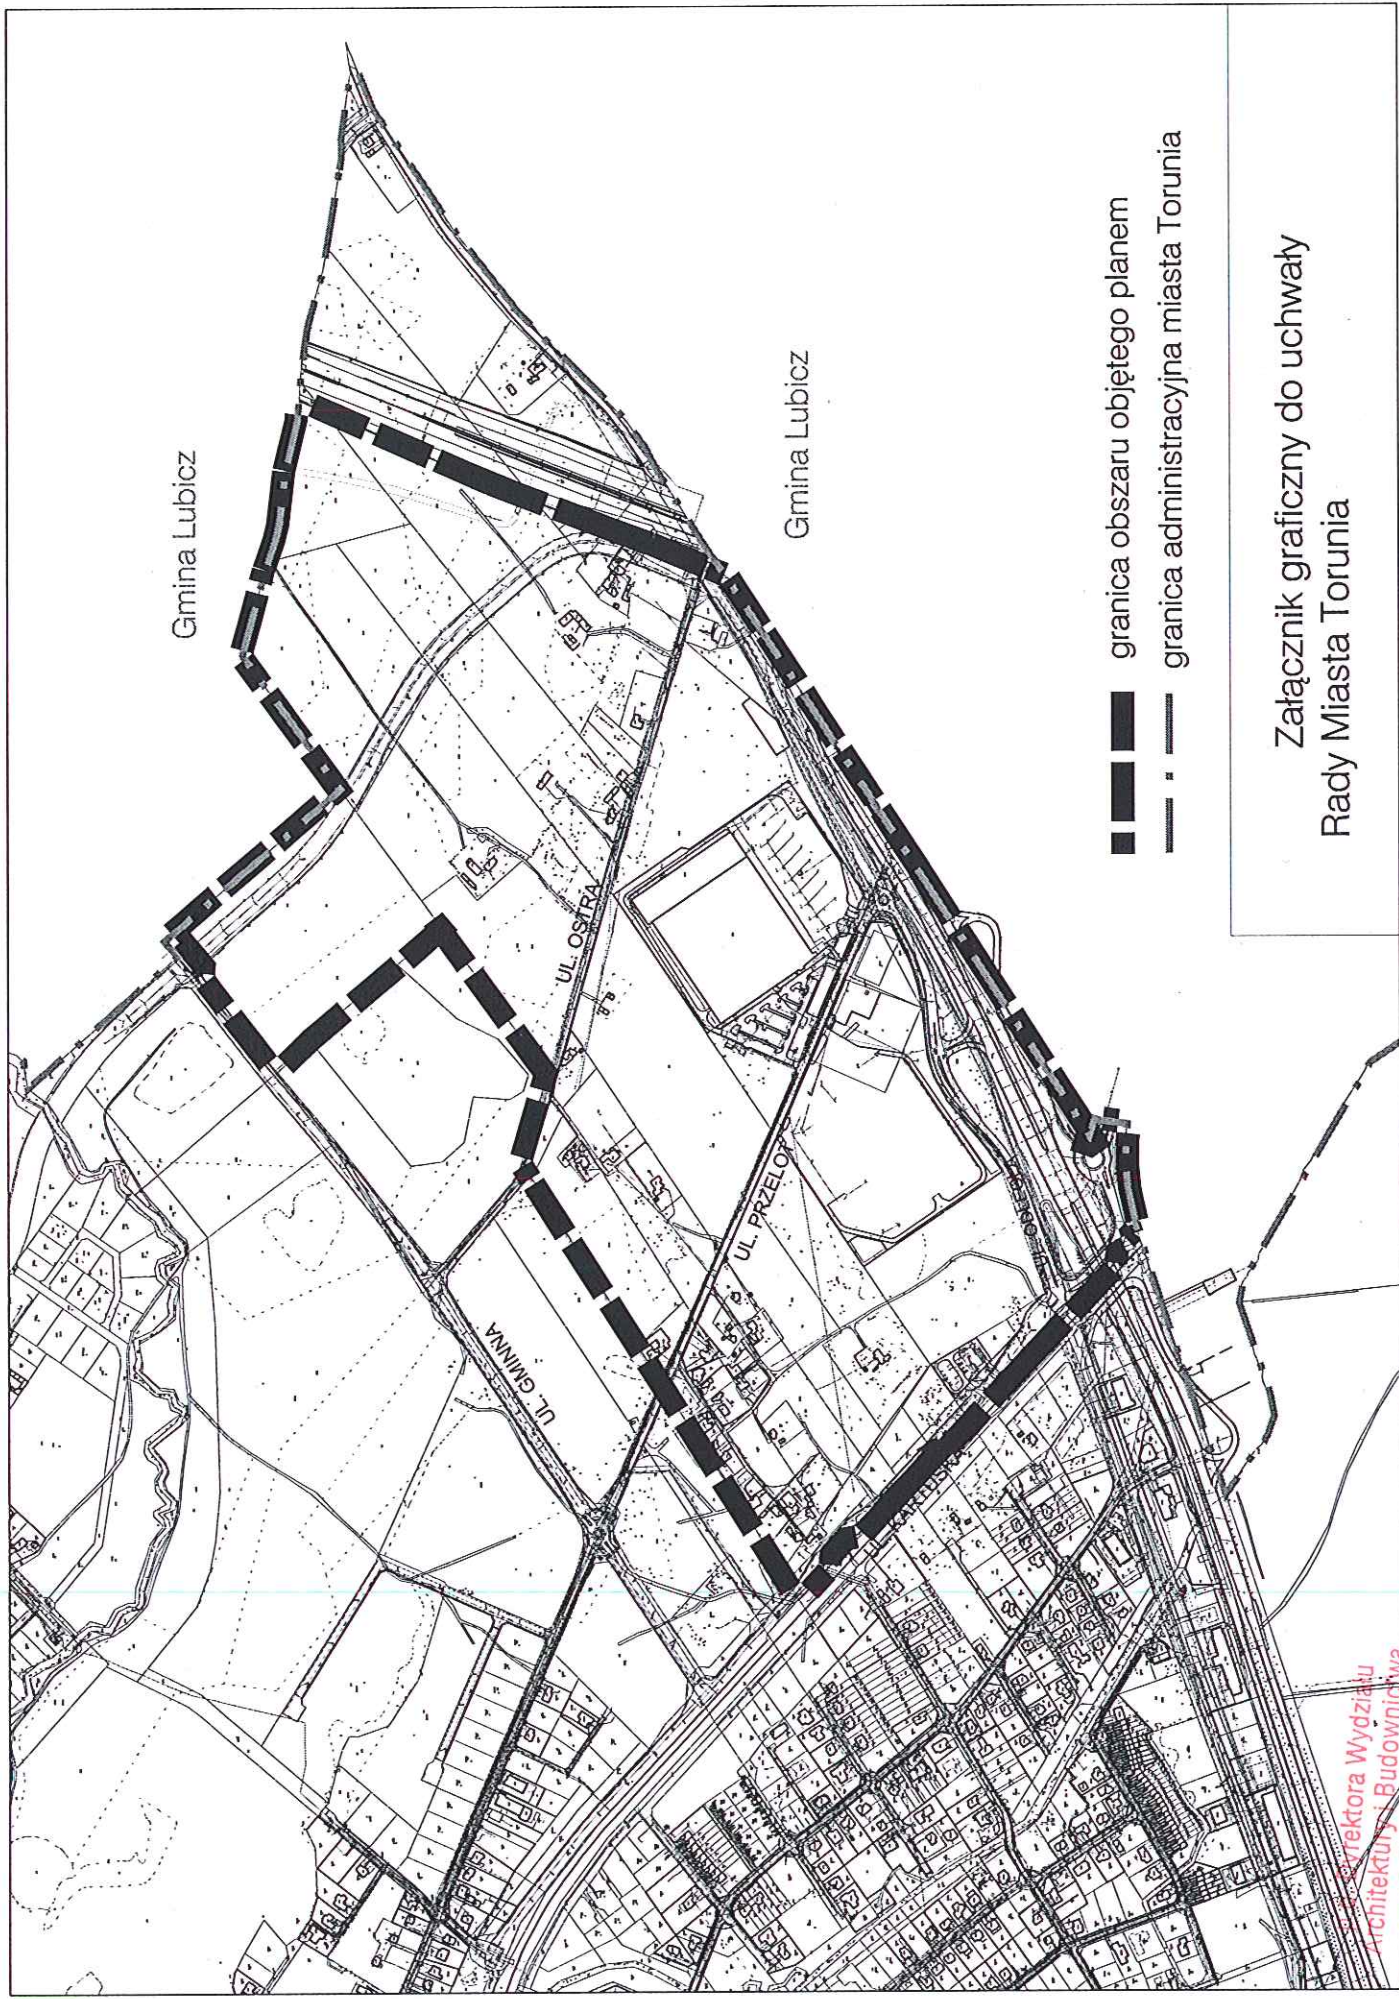 Gmina Lubicz
Gmina Lubicz
UL. OSTRA
UL. GMINNA
UL. PRZELOT
granica obszaru objętego planem
granica administracyjna miasta Torunia
Załącznik graficzny do uchwały
Rady Miasta Torunia
Dyrektora Wydziału
Architektury i Budownictwa